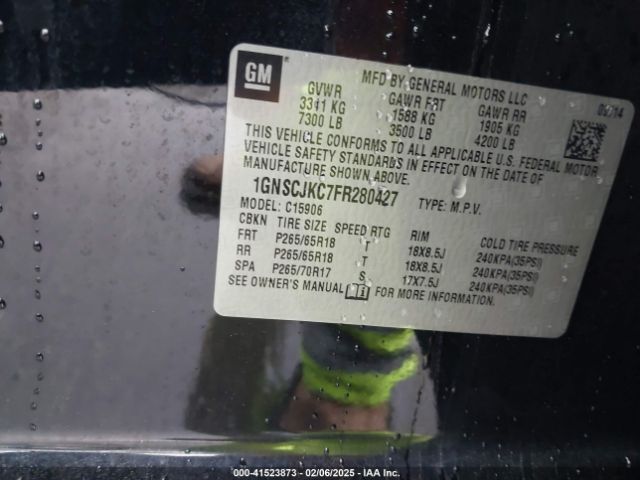 GM
MFD BY GENERAL MOTORS LLC
GVWR GAWR FRT GAWR RR
3311 KG 1588 KG 1905 KG
7300 LB 3500 LB 4200 LB
THIS VEHICLE CONFORMS TO ALL APPLICABLE U.S. FEDERAL MOTOR
VEHICLE SAFETY STANDARDS IN EFFECT ON THE DATE OF
MANUFACTURE SHOWN ABOVE.
1GNSCJKC7FR280427 TYPE: M.P.V.
MODEL: C15906
CBKN TIRE SIZE SPEED RTG RIM COLD TIRE PRESSURE
FRT P265/65R18 T 18X8.5J 240KPA(35PSI)
RR P265/65R18 T 18X8.5J 240KPA(35PSI)
SPA P265/70R17 S 17X7.5J 240KPA(35PSI)
SEE OWNER'S MANUAL FOR MORE INFORMATION.
000-41523873 - 02/06/2025 - IAA Inc.